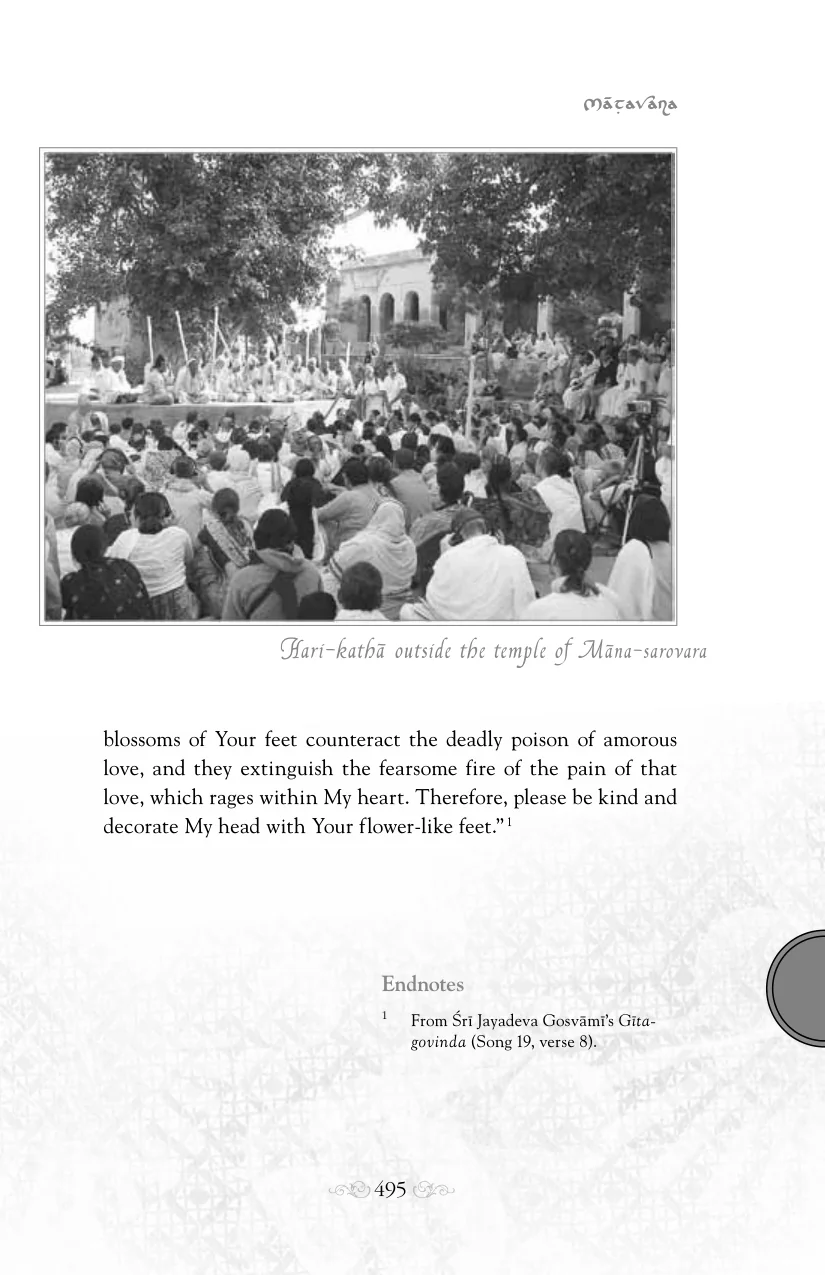 Māṭavana
Hari-kathā outside the temple of Māna-sarovara
blossoms of Your feet counteract the deadly poison of amorous
love, and they extinguish the fearsome fire of the pain of that
love, which rages within My heart. Therefore, please be kind and
decorate My head with Your flower-like feet.” 1
Endnotes
1 From Śrī Jayadeva Gosvāmī’s Gīta-
govinda (Song 19, verse 8).
495